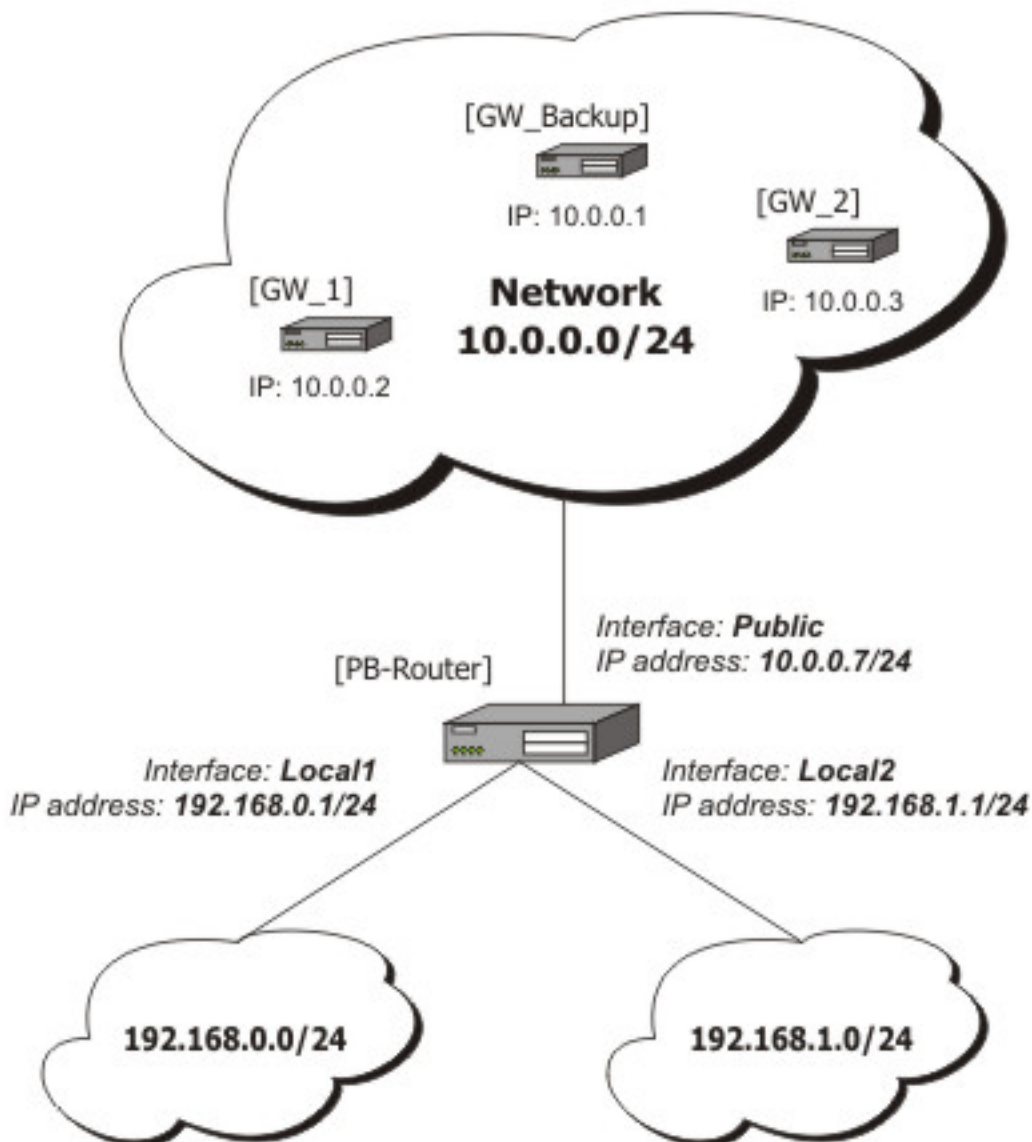 [GW_Backup]
IP: 10.0.0.1
[GW_2]
IP: 10.0.0.3
[GW_1]
IP: 10.0.0.2
Network
10.0.0.0/24
Interface: Public
IP address: 10.0.0.7/24
[PB-Router]
Interface: Local1
IP address: 192.168.0.1/24
Interface: Local2
IP address: 192.168.1.1/24
192.168.0.0/24
192.168.1.0/24